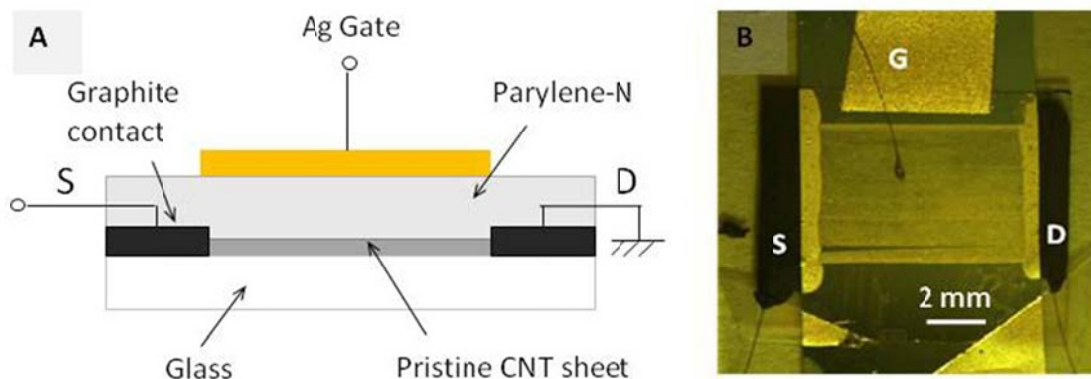 A
Ag Gate
Graphite
contact
Parylene-N
S
D
Glass
Pristine CNT sheet
B
G
S
D
2 mm